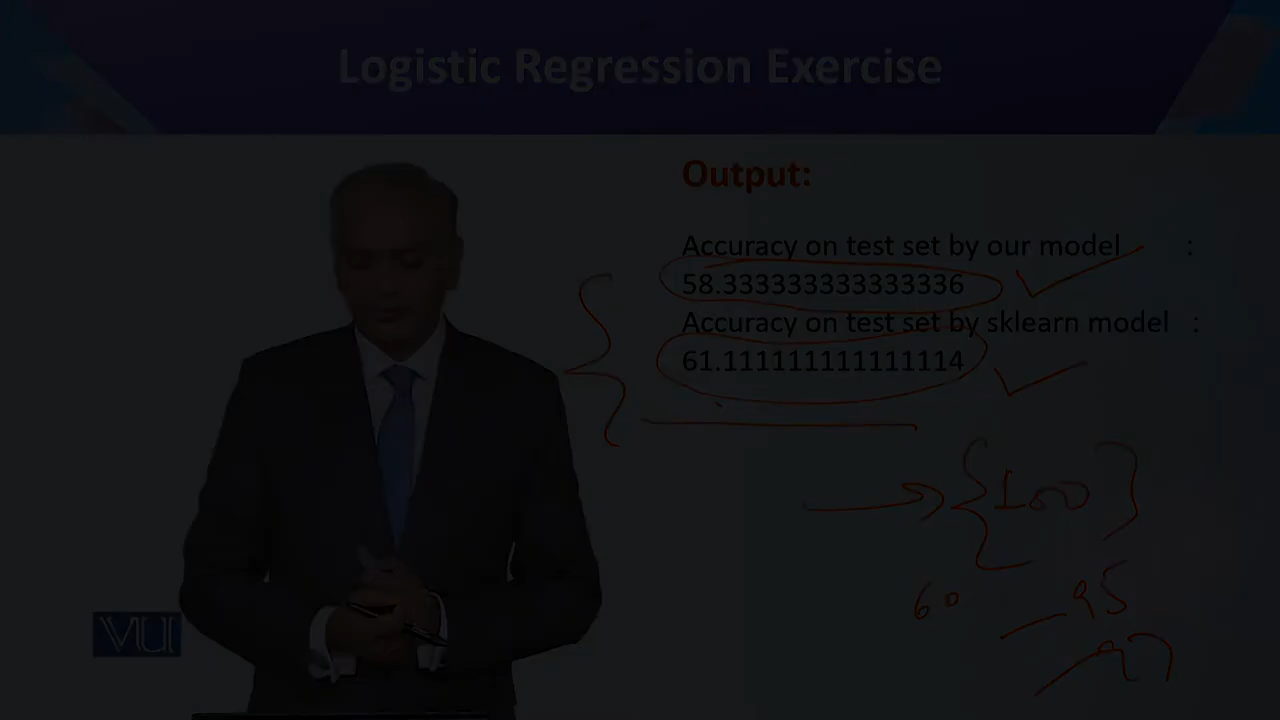 Logistic Regression Exercise
Output:
Accuracy on test set by our model :
58.333333333333336
Accuracy on test set by sklearn model :
61.111111111111114
{100}
60 95
97
VU